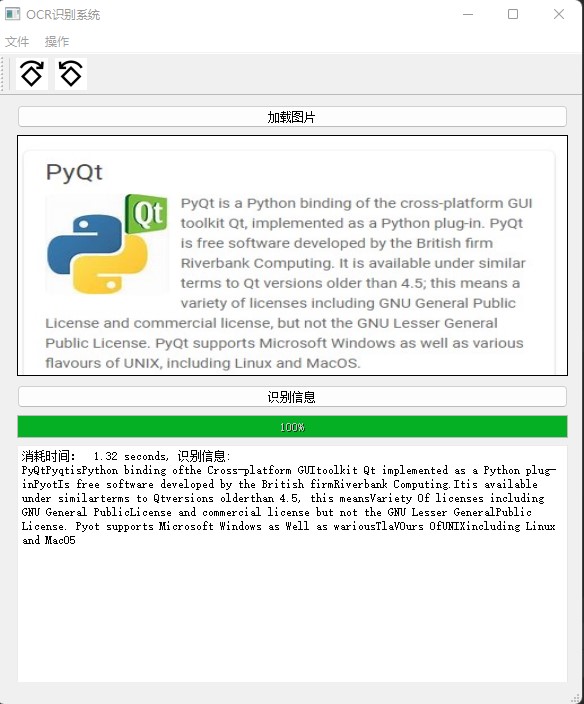 OCR识别系统
文件 操作
加载图片
PyQt
Qt
PyQt is a Python binding of the cross-platform GUI
toolkit Qt, implemented as a Python plug-in. PyQt
is free software developed by the British firm
Riverbank Computing. It is available under similar
terms to Qt versions older than 4.5; this means a
variety of licenses including GNU General Public
License and commercial license, but not the GNU Lesser General
Public License. PyQt supports Microsoft Windows as well as various
flavours of UNIX, including Linux and MacOS.
识别信息
100%
消耗时间: 1.32 seconds, 识别信息:
PyQtPyqtisPython binding ofthe Cross-platform GUItoolkit Qt implemented as a Python plug-
inPyotIs free software developed by the British firmRiverbank Computing.Itis available
under similarterms to Qtversions olderthan 4.5, this meansVariety Of licenses including
GNU General PublicLicense and commercial license but not the GNU Lesser GeneralPublic
License. Pyot supports Microsoft Windows as Well as wariousTlaVOurs OfUNIXincluding Linux
and MacO5